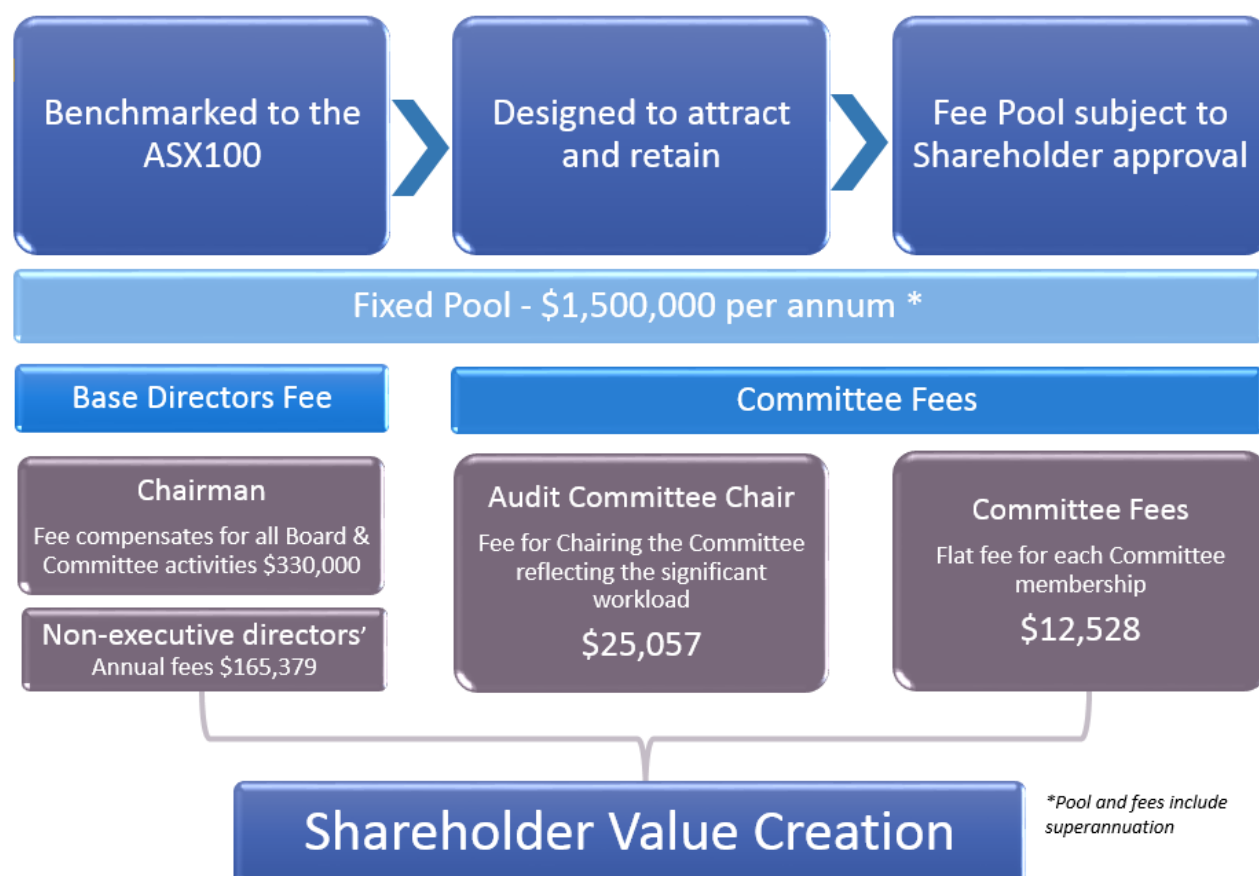 Benchmarked to the
ASX100
Designed to attract
and retain
Fee Pool subject to
Shareholder approval
Fixed Pool - $1,500,000 per annum *
Base Directors Fee
Committee Fees
Chairman
Fee compensates for all Board &
Committee activities $330,000
Non-executive directors’
Annual fees $165,379
Audit Committee Chair
Fee for Chairing the Committee
reflecting the significant
workload
$25,057
Committee Fees
Flat fee for each Committee
membership
$12,528
Shareholder Value Creation
*Pool and fees include
superannuation